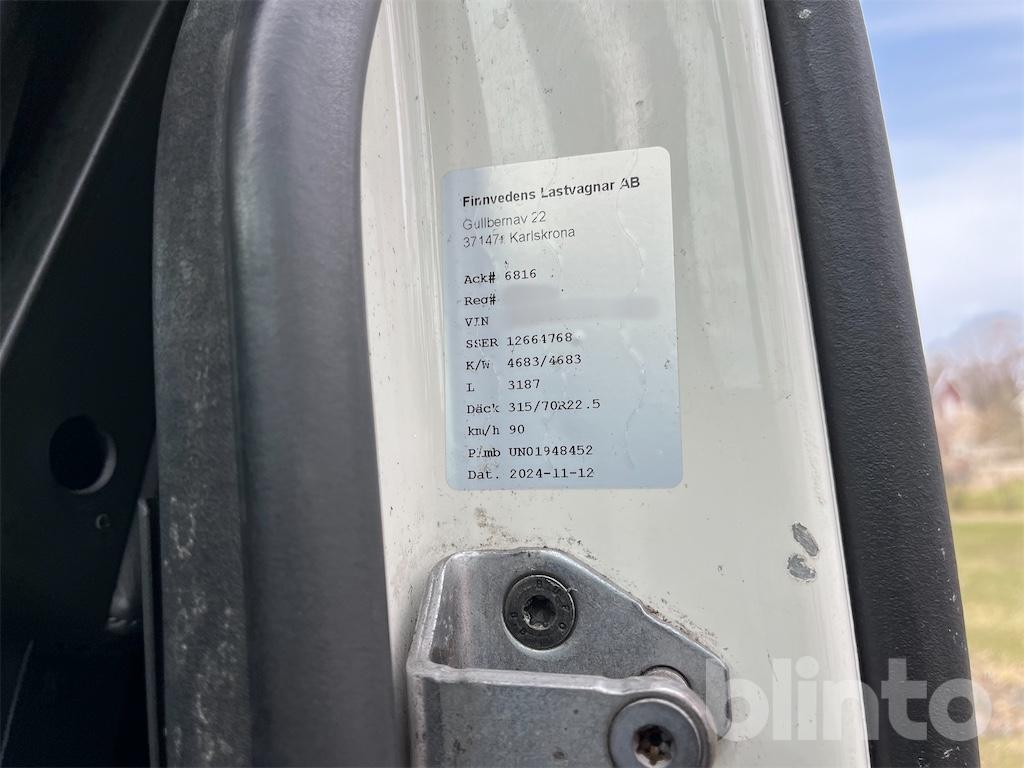 Finnvedens Lastvagnar AB
Gullbernav 22
37147 Karlskrona
Ack# 6816
Reg#
VIN
SSER 12664768
K/W 4683/4683
L 3187
Däck 315/70R22.5
km/h 90
Plmb UN01948452
Dat. 2024-11-12
blinto